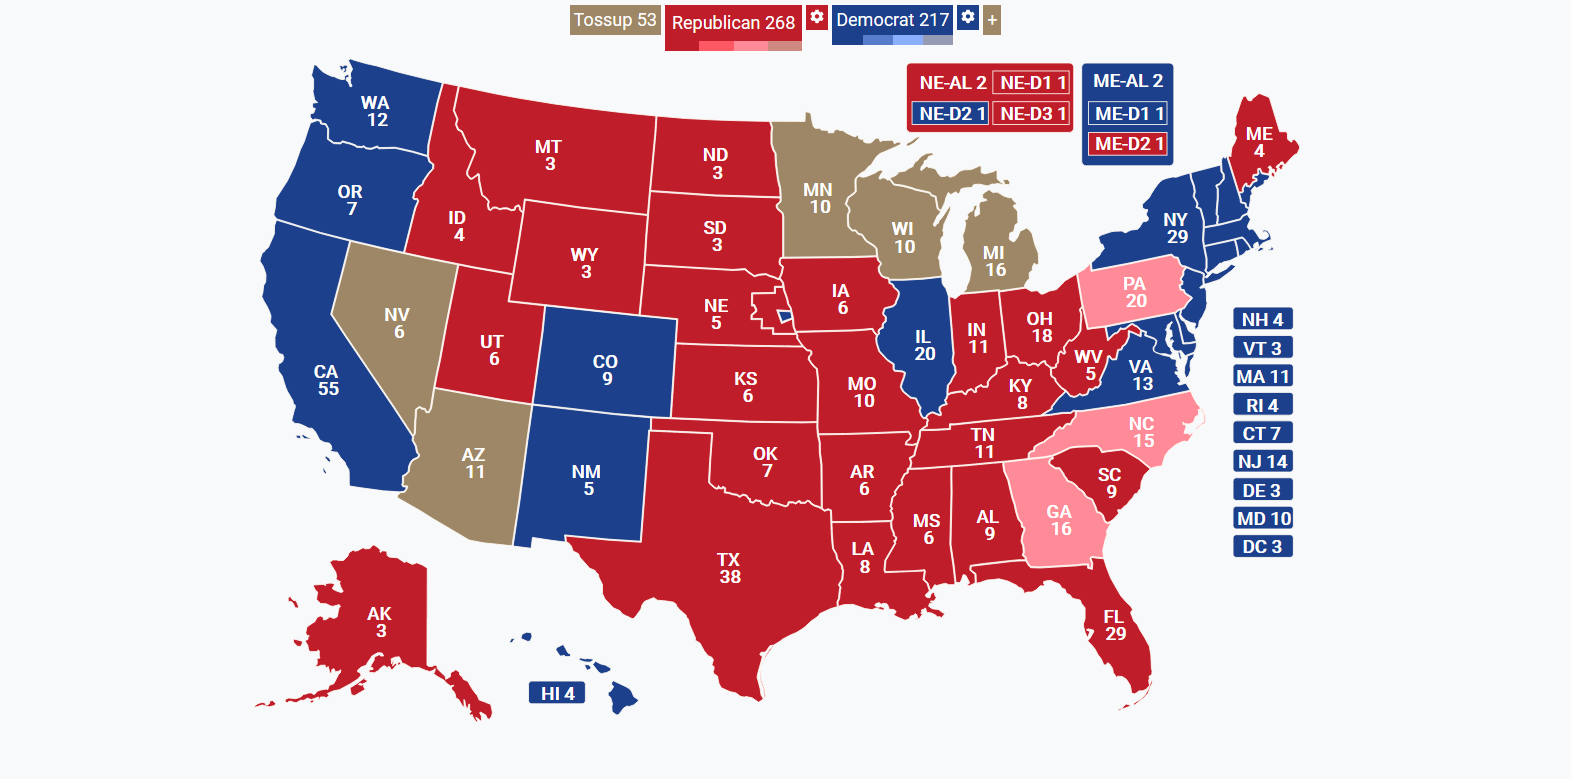 Tossup 53
Republican 268
Democrat 217
+
NE-AL 2 NE-D1 1
NE-D2 1 NE-D3 1
ME-AL 2
ME-D1 1
ME-D2 1
WA
12
MT
3
ND
3
ME
4
OR
7
ID
4
MN
10
SD
3
WI
10
NY
29
WY
3
MI
16
NV
6
NE
5
IA
6
PA
20
UT
6
CO
9
IL
20
IN
11
OH
18
NH 4
VT 3
CA
55
KS
6
MO
10
KY
8
WV
5
VA
13
MA 11
RI 4
AZ
11
NM
5
OK
7
TN
11
NC
15
CT 7
NJ 14
AR
6
SC
9
DE 3
MS
6
AL
9
GA
16
MD 10
DC 3
TX
38
LA
8
AK
3
FL
29
HI 4